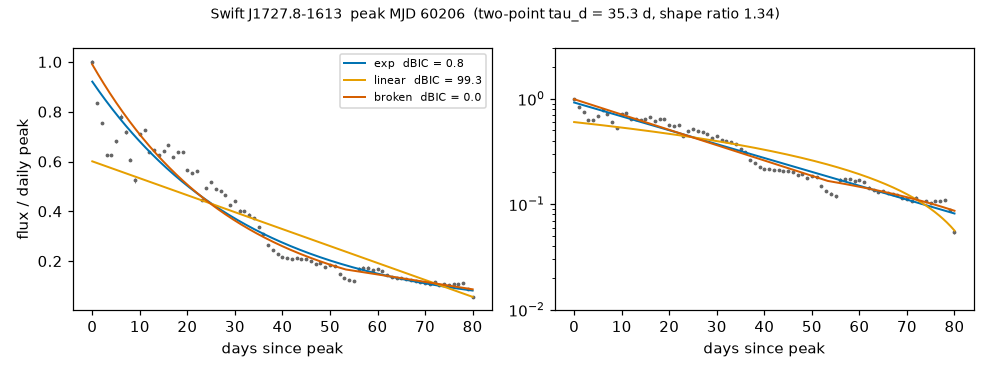 Swift J1727.8-1613  peak MJD 60206  (two-point tau_d = 35.3 d, shape ratio 1.34)
flux / daily peak
1.0
0.8
0.6
0.4
0.2
exp  dBIC = 0.8
linear  dBIC = 99.3
broken  dBIC = 0.0
0 10 20 30 40 50 60 70 80
days since peak
10⁰
10⁻¹
10⁻²
0 10 20 30 40 50 60 70 80
days since peak